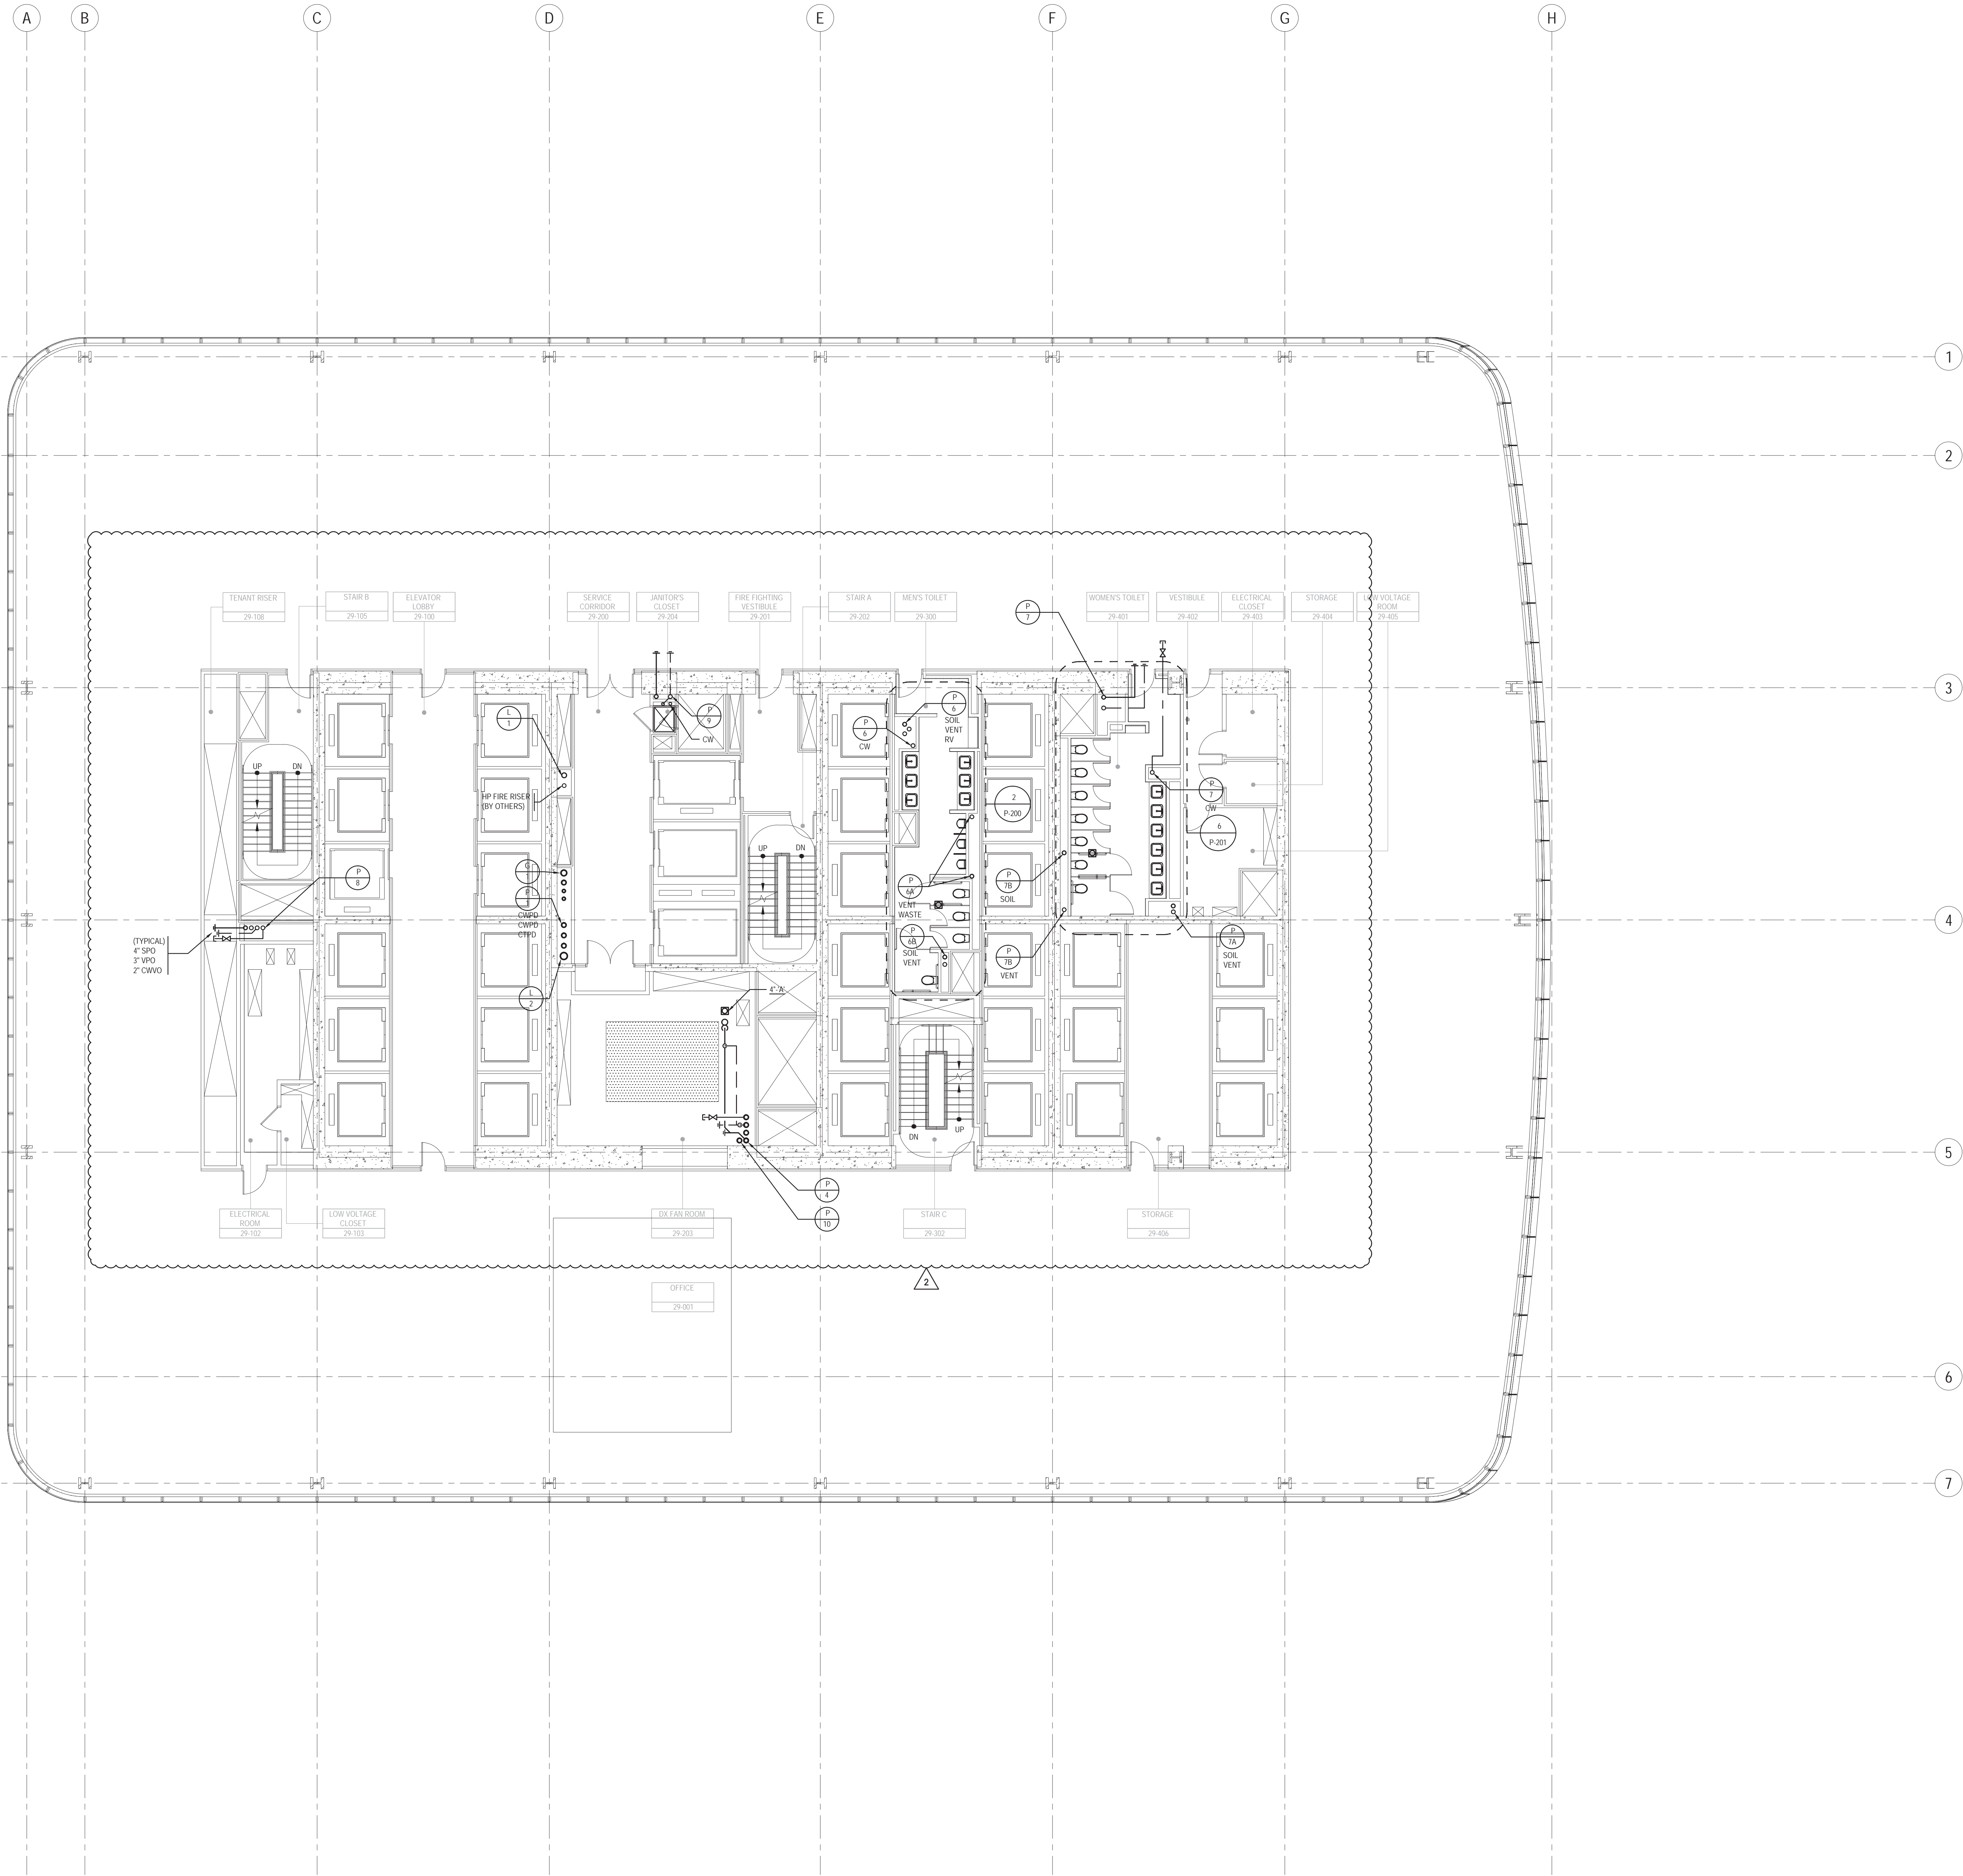 A
B
C
D
E
F
G
H
1
2
3
4
5
6
7
TENANT RISER
29-108
STAIR B
29-105
ELEVATOR
LOBBY
29-100
SERVICE
CORRIDOR
29-200
JANITOR'S
CLOSET
29-204
FIRE FIGHTING
VESTIBULE
29-201
STAIR A
29-202
MEN'S TOILET
29-300
P
7
WOMEN'S TOILET
29-401
VESTIBULE
29-402
ELECTRICAL
CLOSET
29-403
STORAGE
29-404
LOW VOLTAGE
ROOM
29-405
L
1
P
9
CW
P
6
CW
P
6
SOIL
VENT
RV
UP
DN
HP FIRE RISER
(BY OTHERS)
2
P-200
P
7
CW
6
P-201
UP
DN
P
8
G
1
P
CWPD
CWPD
CTPD
P
6A
VENT
WASTE
P
7B
SOIL
P
6B
SOIL
VENT
P
7B
VENT
P
7A
SOIL
VENT
(TYPICAL)
4" SPO
3" VPO
2" CWVO
L
2
4"-'A'
DN
UP
P
4
P
10
ELECTRICAL
ROOM
29-102
LOW VOLTAGE
CLOSET
29-103
DX FAN ROOM
29-203
STAIR C
29-302
STORAGE
29-406
2
OFFICE
29-001